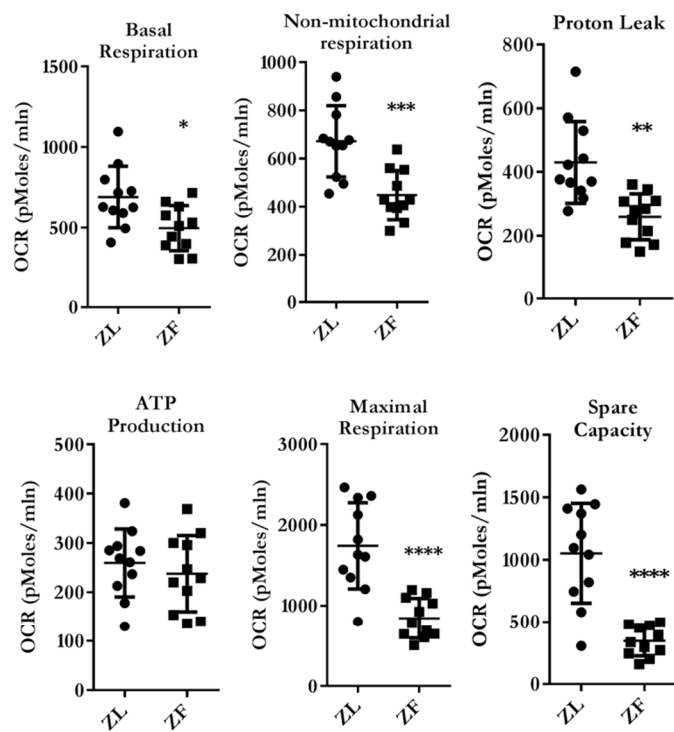 Basal
Respiration
OCR (pMoles/mln)
1500
1000
500
0
*
ZL
ZF
Non-mitochondrial
respiration
OCR (pMoles/mln)
1000
800
600
400
200
0
***
ZL
ZF
Proton Leak
OCR (pMoles/mln)
800
600
400
200
0
**
ZL
ZF
ATP
Production
OCR (pMoles/mln)
500
400
300
200
100
0
ZL
ZF
Maximal
Respiration
OCR (pMoles/mln)
3000
2000
1000
0
****
ZL
ZF
Spare
Capacity
OCR (pMoles/mln)
2000
1500
1000
500
0
****
ZL
ZF